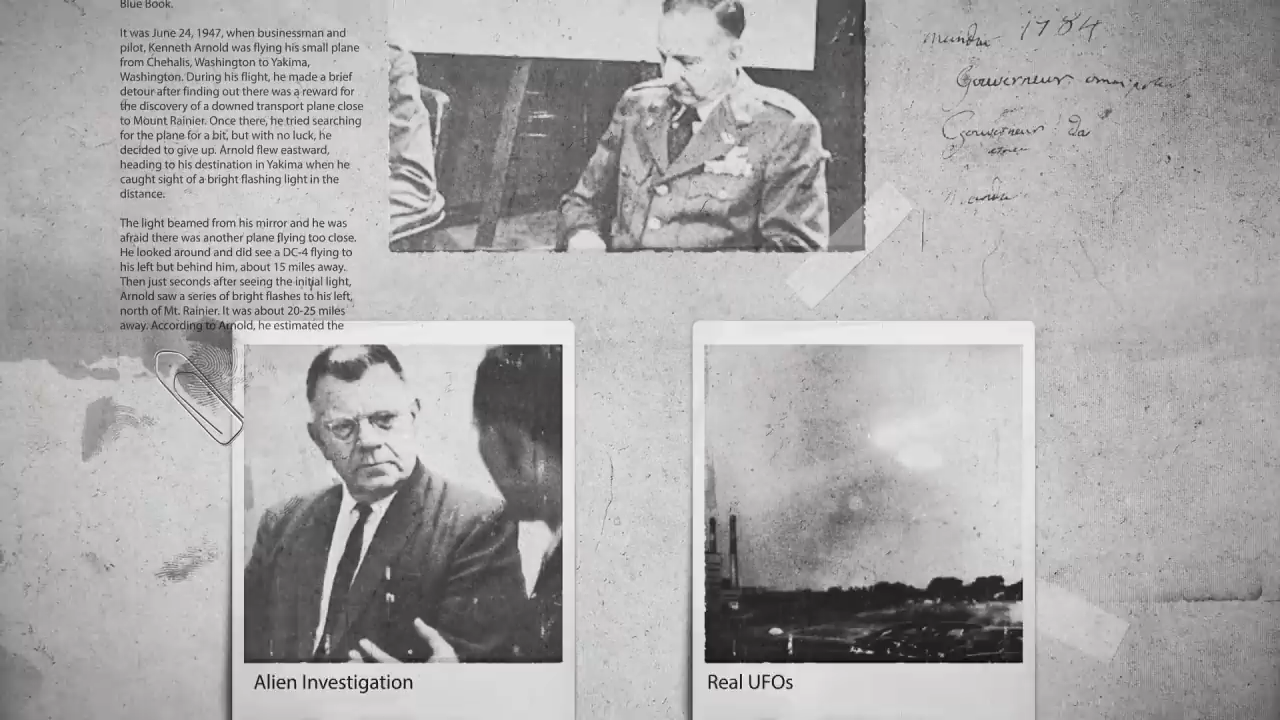 Blue Book.
It was June 24, 1947, when businessman and
pilot, Kenneth Arnold was flying his small plane
from Chehalis, Washington to Yakima,
Washington. During his flight, he made a brief
detour after finding out there was a reward for
the discovery of a downed transport plane close
to Mount Rainier. Once there, he tried searching
for the plane for a bit, but with no luck, he
decided to give up. Arnold flew eastward,
heading to his destination in Yakima when he
caught sight of a bright flashing light in the
distance.
The light beamed from his mirror and he was
afraid there was another plane flying too close.
He looked around and did see a DC-4 flying to
his left but behind him, about 15 miles away.
Then just seconds after seeing the initial light,
Arnold saw a series of bright flashes to his left,
north of Mt. Rainier. It was about 20-25 miles
away. According to Arnold, he estimated the
1784
Gouverneur
Gouverneur
Alien Investigation
Real UFOs